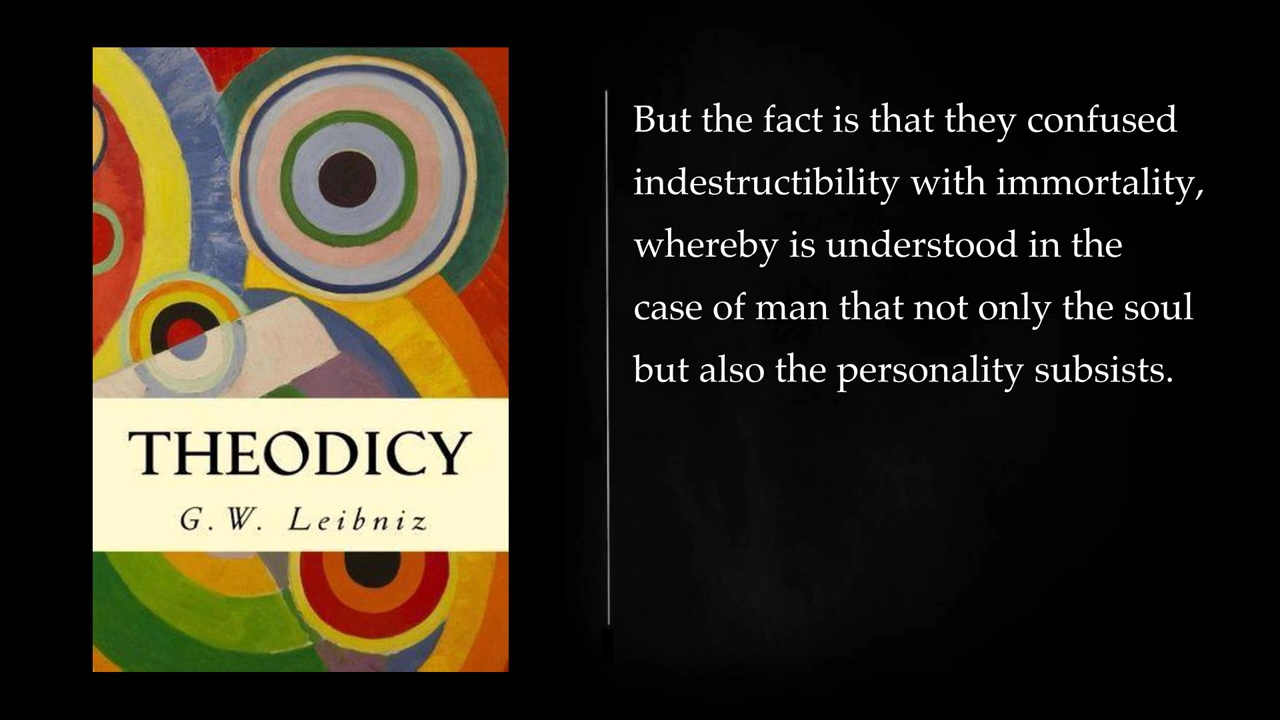 THEODICY
G. W. Leibniz
But the fact is that they confused
indestructibility with immortality,
whereby is understood in the
case of man that not only the soul
but also the personality subsists.